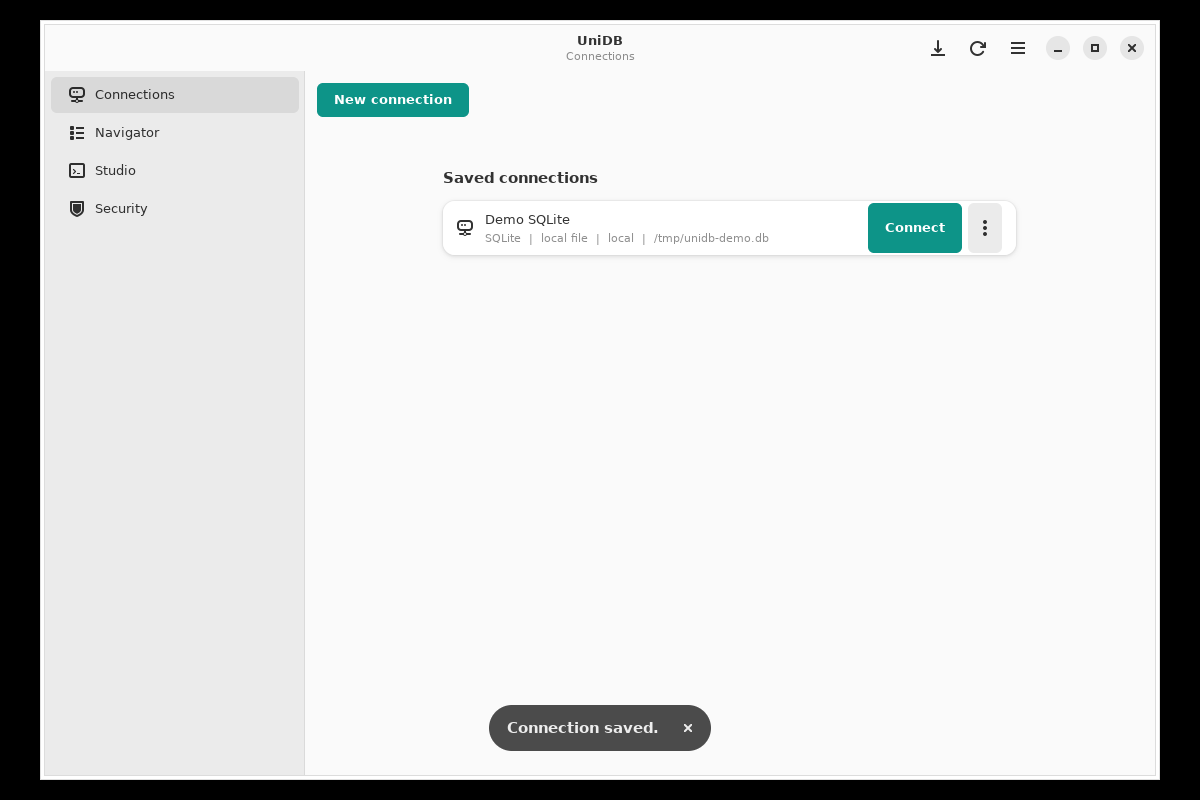 UniDB
Connections
Connections
Navigator
Studio
Security
New connection
Saved connections
Demo SQLite
SQLite | local file | local | /tmp/unidb-demo.db
Connect
Connection saved.